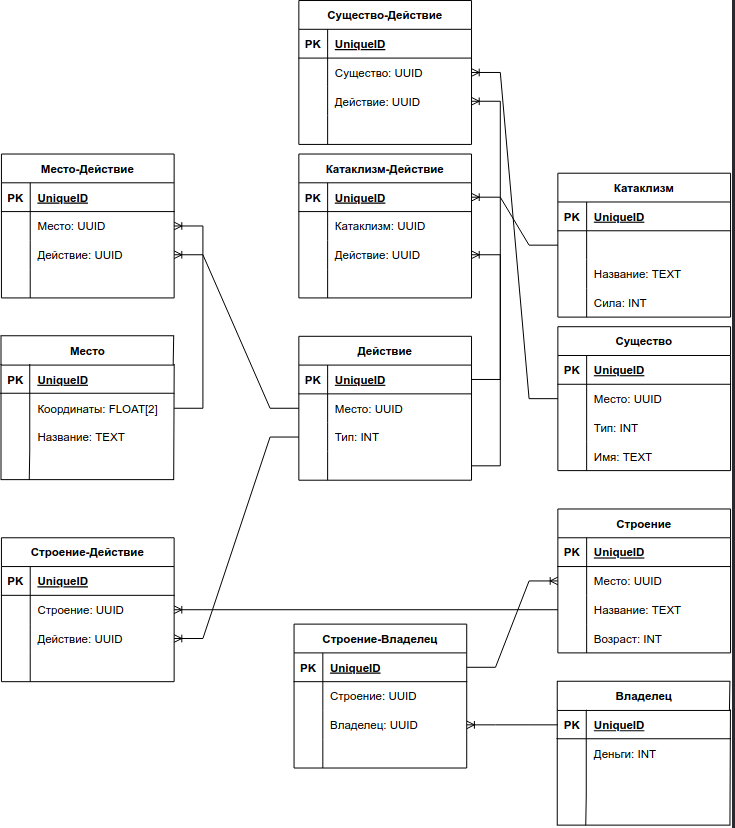 Существо-Действие
PK UniqueID
Существо: UUID
Действие: UUID
Место-Действие
PK UniqueID
Место: UUID
Действие: UUID
Катаклизм-Действие
PK UniqueID
Катаклизм: UUID
Действие: UUID
Катаклизм
PK UniqueID
Название: TEXT
Сила: INT
Место
PK UniqueID
Координаты: FLOAT[2]
Название: TEXT
Действие
PK UniqueID
Место: UUID
Тип: INT
Существо
PK UniqueID
Место: UUID
Тип: INT
Имя: TEXT
Строение-Действие
PK UniqueID
Строение: UUID
Действие: UUID
Строение
PK UniqueID
Место: UUID
Название: TEXT
Возраст: INT
Строение-Владелец
PK UniqueID
Строение: UUID
Владелец: UUID
Владелец
PK UniqueID
Деньги: INT